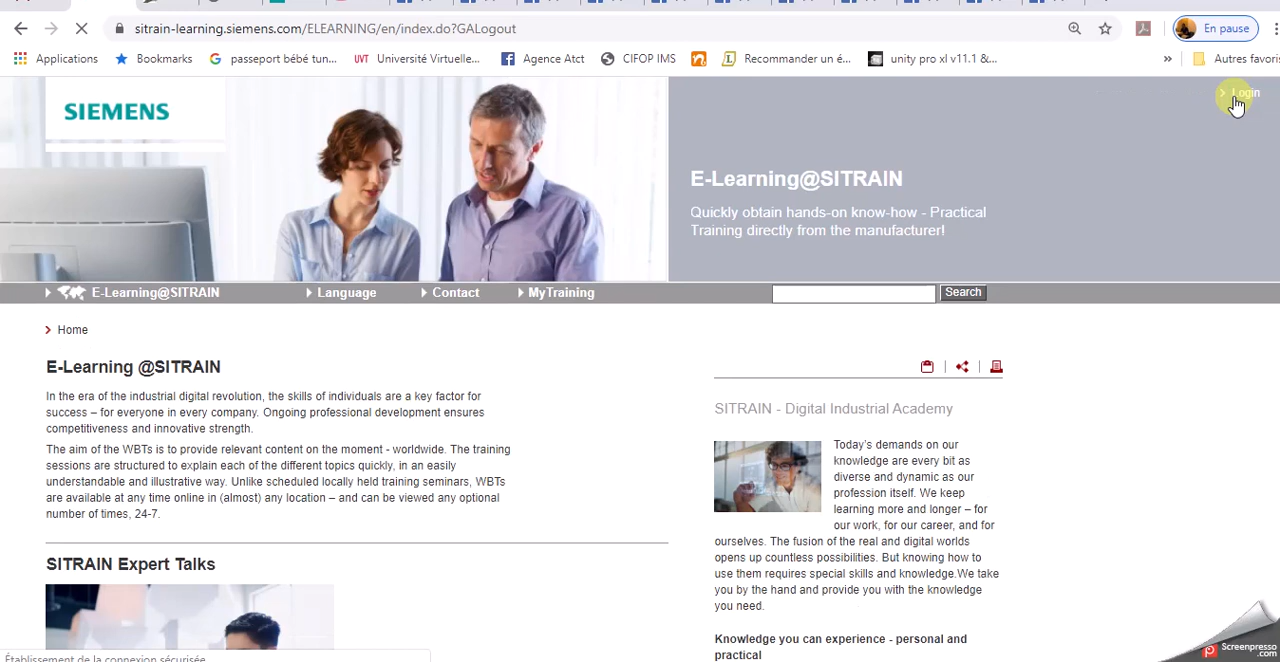 sitrain-learning.siemens.com/ELEARNING/en/index.do?GALogout
En pause
Applications
Bookmarks
passeport bébé tun...
UVT Université Virtuelle...
Agence Atct
CIFOP IMS
Recommander un é...
unity pro xl v11.1 &...
»
Autres favoris
SIEMENS
Login
E-Learning@SITRAIN
Quickly obtain hands-on know-how - Practical
Training directly from the manufacturer!
E-Learning@SITRAIN
Language
Contact
MyTraining
Search
Home
E-Learning @SITRAIN
In the era of the industrial digital revolution, the skills of individuals are a key factor for
success – for everyone in every company. Ongoing professional development ensures
competitiveness and innovative strength.
The aim of the WBTs is to provide relevant content on the moment - worldwide. The training
sessions are structured to explain each of the different topics quickly, in an easily
understandable and illustrative way. Unlike scheduled locally held training seminars, WBTs
are available at any time online in (almost) any location – and can be viewed any optional
number of times, 24-7.
SITRAIN Expert Talks
SITRAIN - Digital Industrial Academy
Today's demands on our
knowledge are every bit as
diverse and dynamic as our
profession itself. We keep
learning more and longer – for
our work, for our career, and for
ourselves. The fusion of the real and digital worlds
opens up countless possibilities. But knowing how to
use them requires special skills and knowledge.We take
you by the hand and provide you with the knowledge
you need.
Knowledge you can experience - personal and
practical
Établissement de la connexion sécurisée
Screenpresso
.com